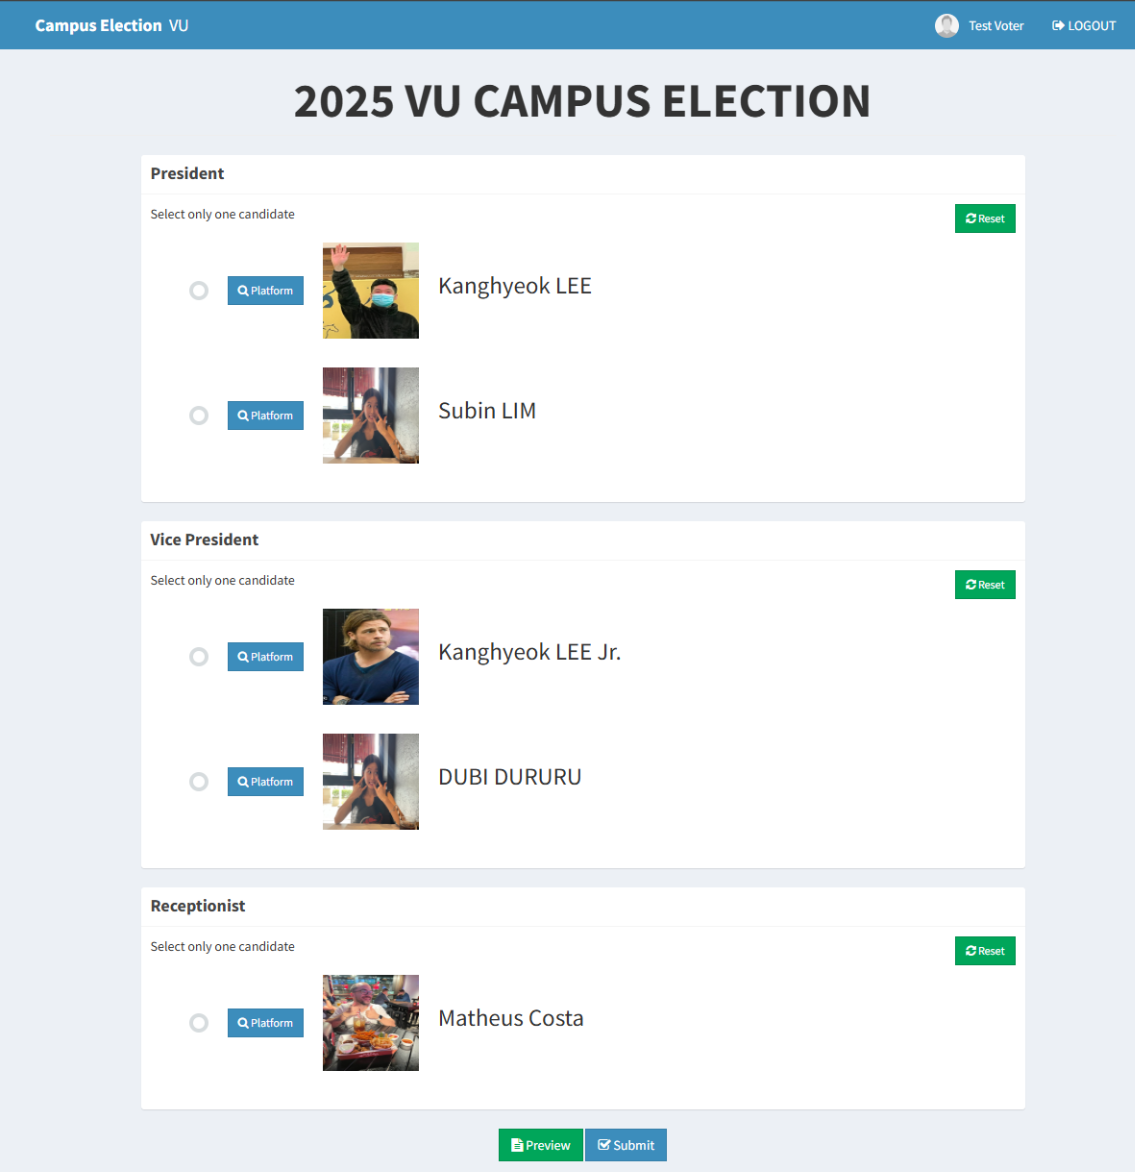 Campus Election VU
Test Voter
LOGOUT
2025 VU CAMPUS ELECTION
President
Select only one candidate
Reset
Platform
Kanghyeok LEE
Platform
Subin LIM
Vice President
Select only one candidate
Reset
Platform
Kanghyeok LEE Jr.
Platform
DUBI DURURU
Receptionist
Select only one candidate
Reset
Platform
Matheus Costa
Preview
Submit